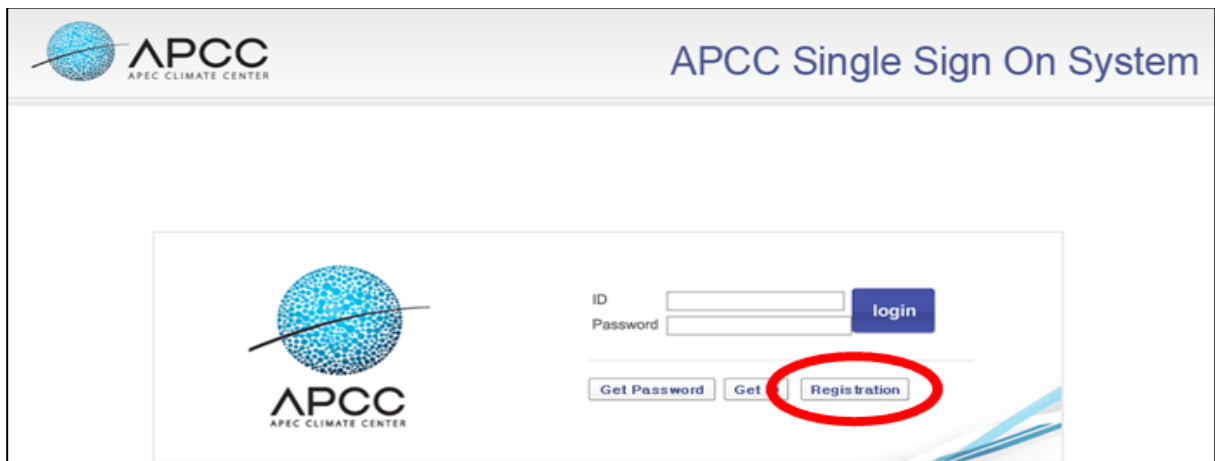 APCC
APEC CLIMATE CENTER
APCC Single Sign On System
ID
Password
login
Get Password
Get
Registration
APCC
APEC CLIMATE CENTER